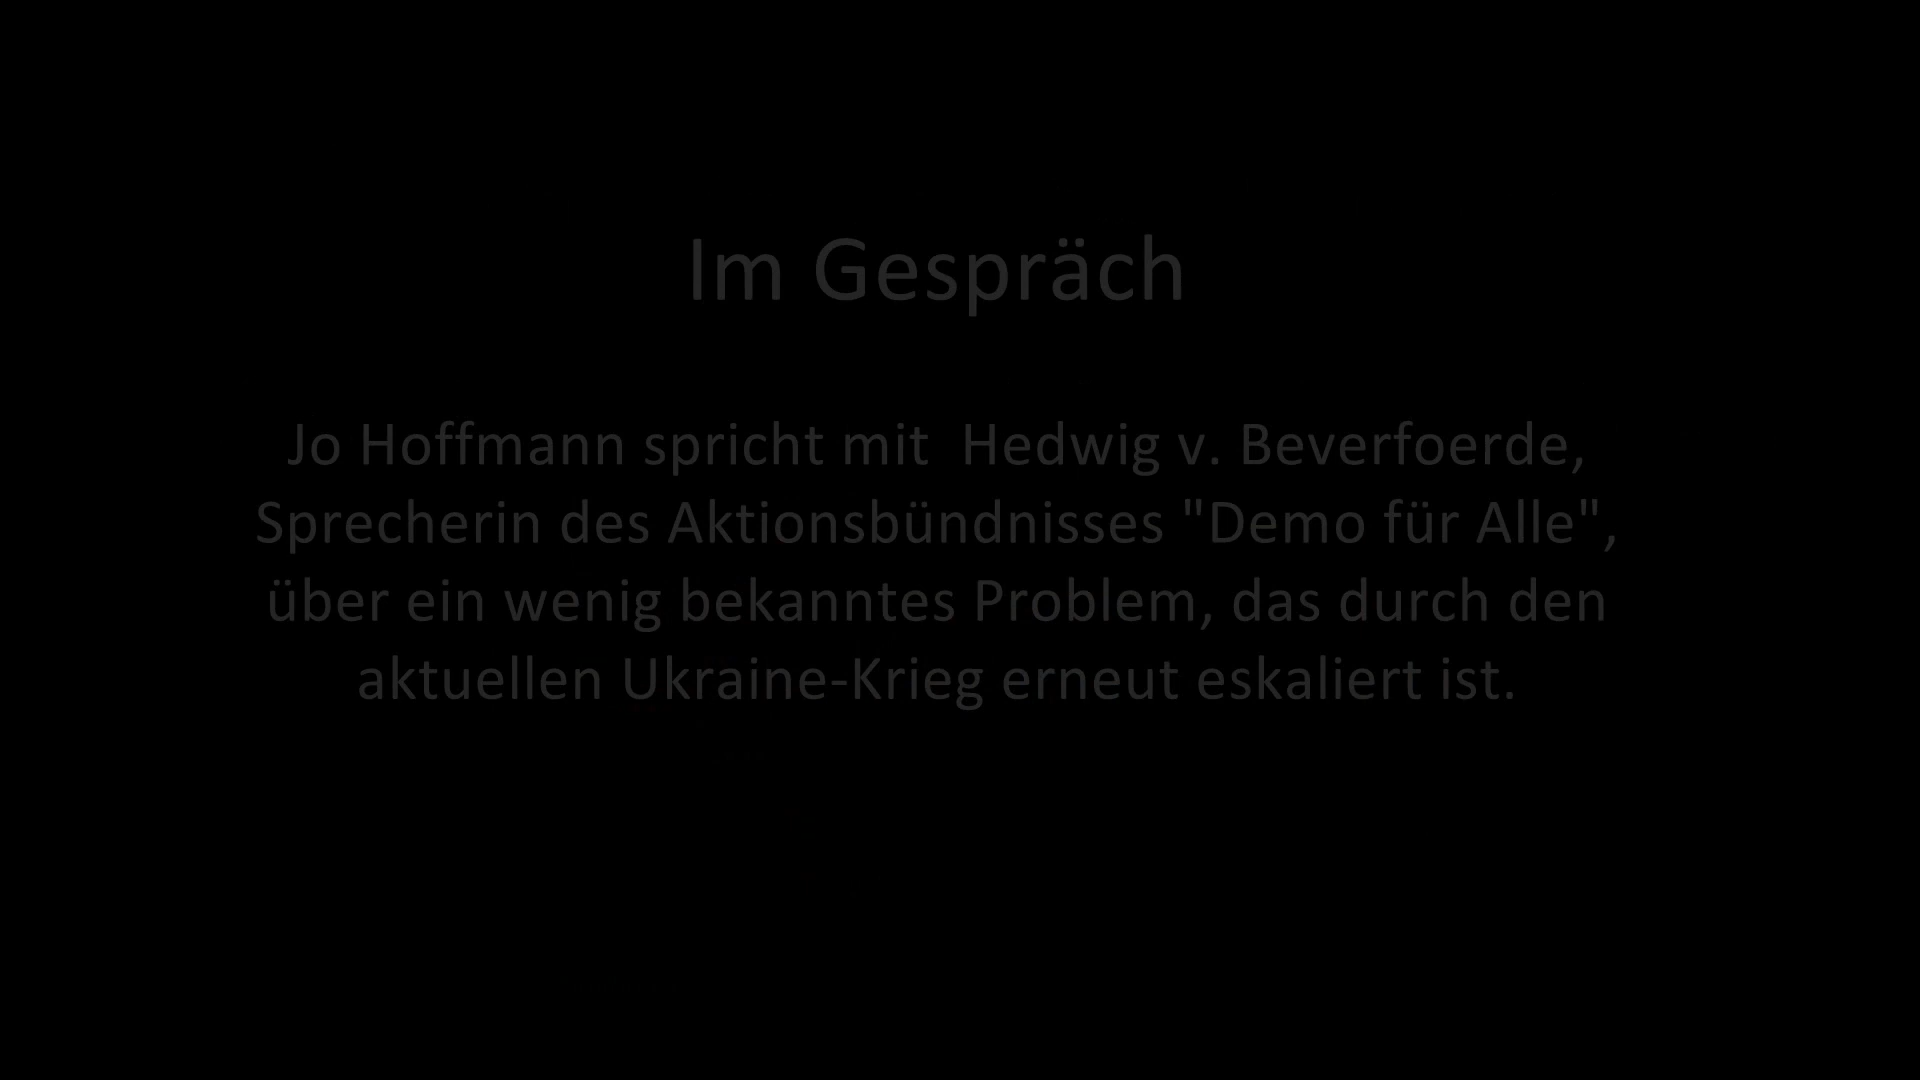 Im Gespräch
Jo Hoffmann spricht mit  Hedwig v. Beverfoerde,
Sprecherin des Aktionsbündnisses "Demo für Alle",
über ein wenig bekanntes Problem, das durch den
aktuellen Ukraine-Krieg erneut eskaliert ist.